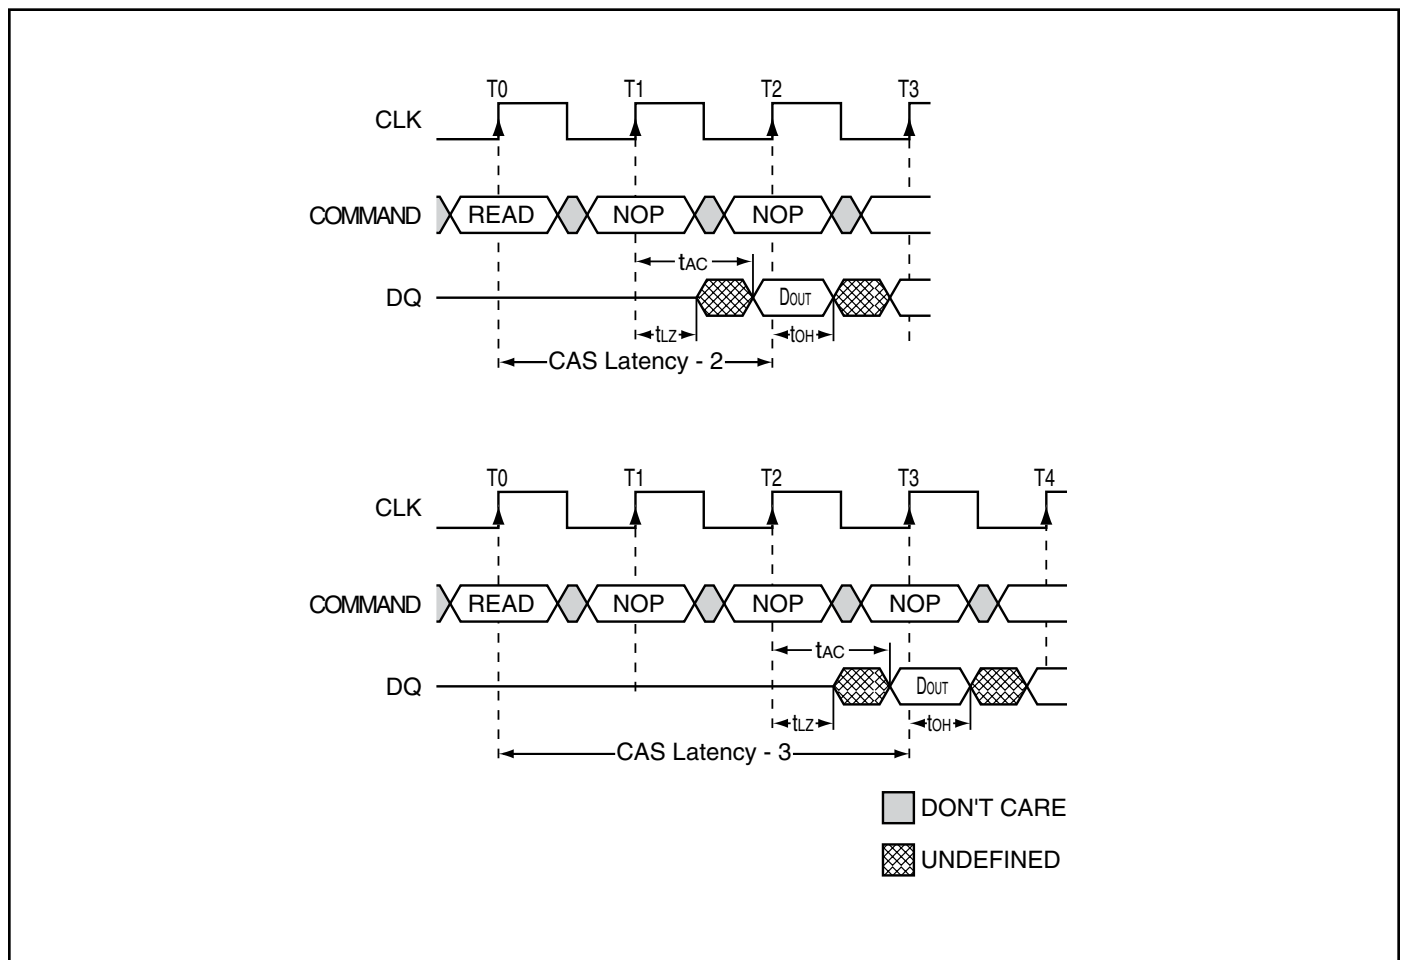 T0 T1 T2 T3
CLK
COMMAND READ NOP NOP
tAC
DQ DOUT
tLZ tOH
CAS Latency - 2
T0 T1 T2 T3 T4
CLK
COMMAND READ NOP NOP NOP
tAC
DQ DOUT
tLZ tOH
CAS Latency - 3
DON'T CARE
UNDEFINED